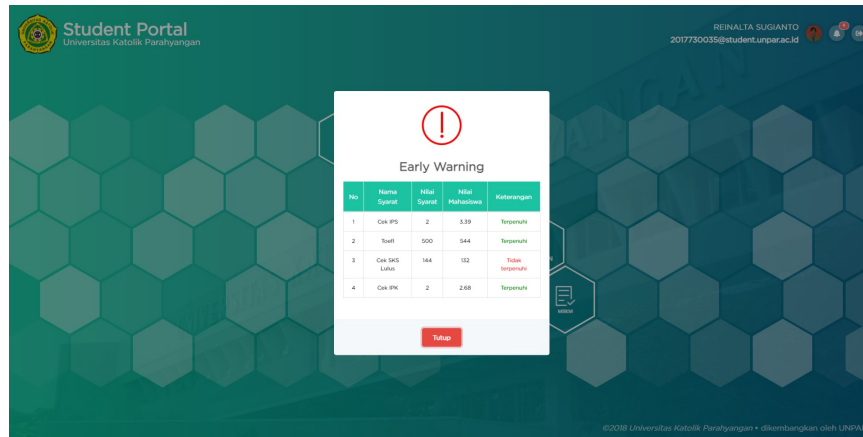 Student Portal
Universitas Katolik Parahyangan
REINALTA SUGIANTO
2017730035@student.unpar.ac.id
Early Warning
No Nama Syarat Nilai Syarat Nilai Mahasiswa Keterangan
1 Cek IPS 2 3.39 Terpenuhi
2 Toefl 500 544 Terpenuhi
3 Cek SKS Lulus 144 132 Tidak terpenuhi
4 Cek IPK 2 2.68 Terpenuhi
MBKM
Tutup
©2018 Universitas Katolik Parahyangan • dikembangkan oleh UNPA